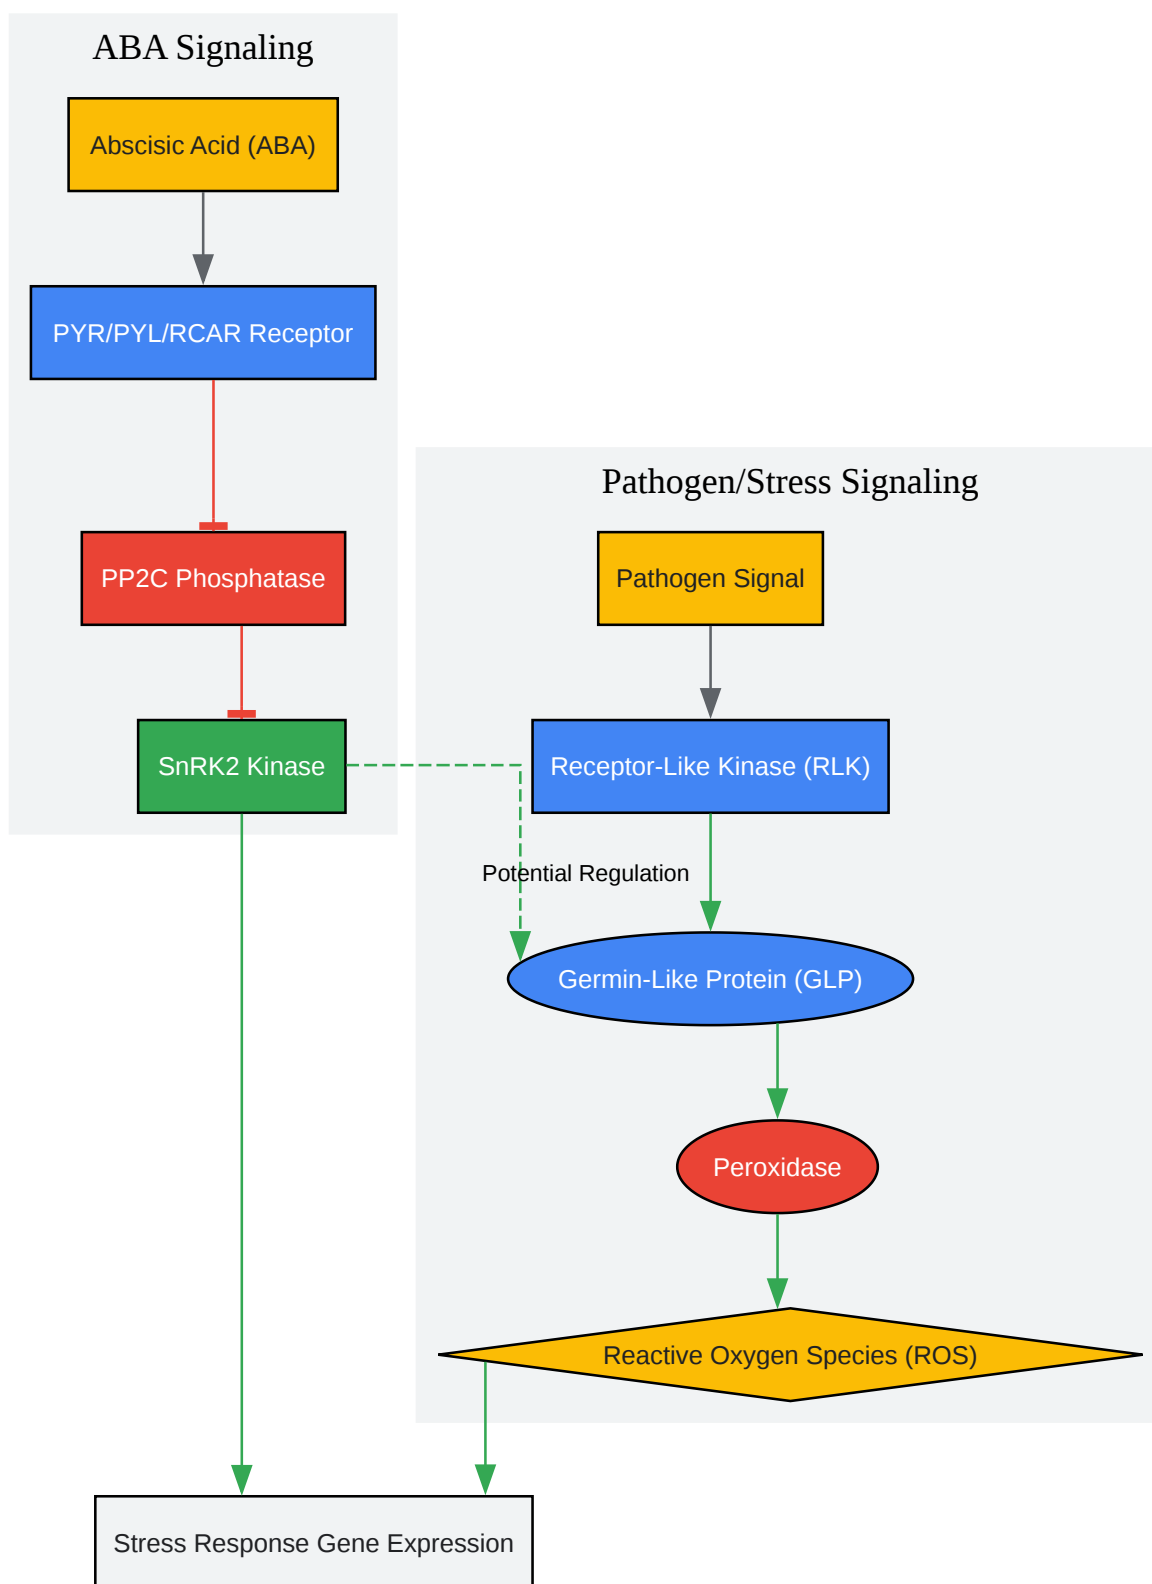 ABA Signaling
Abscisic Acid (ABA)
PYR/PYL/RCAR Receptor
PP2C Phosphatase
SnRK2 Kinase
Pathogen/Stress Signaling
Pathogen Signal
Receptor-Like Kinase (RLK)
Potential Regulation
Germin-Like Protein (GLP)
Peroxidase
Reactive Oxygen Species (ROS)
Stress Response Gene Expression